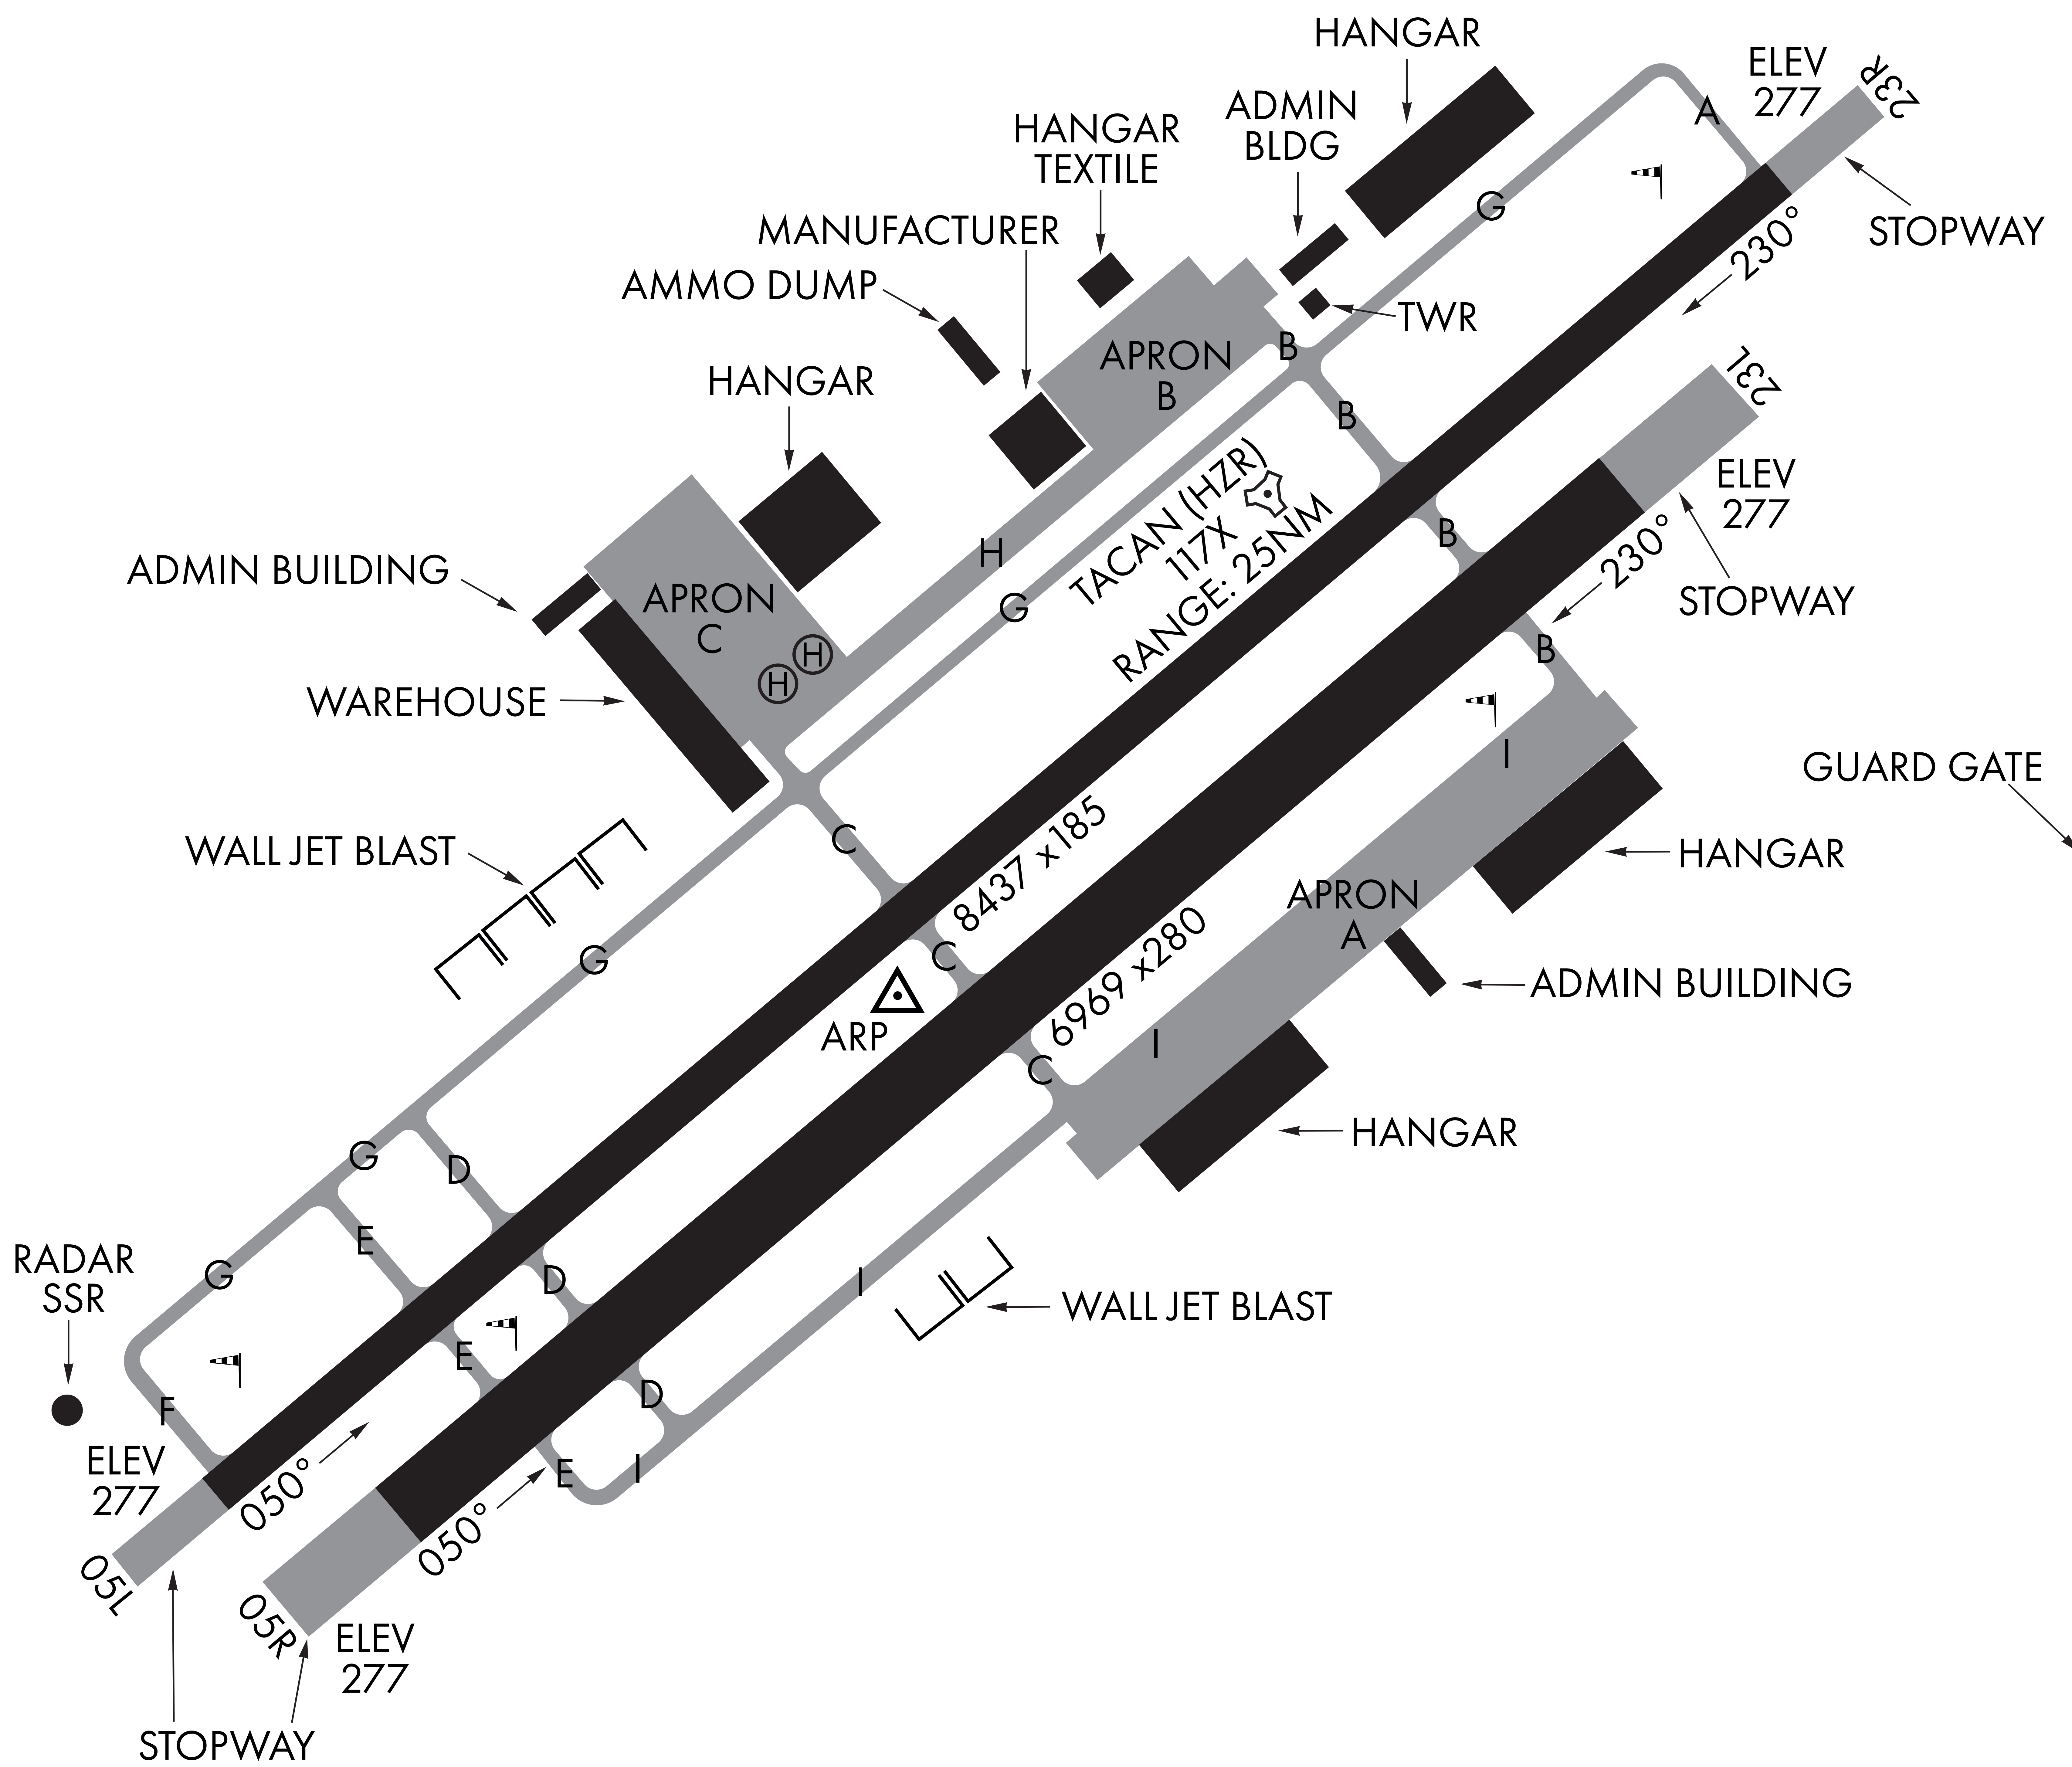 HANGAR
ELEV
277
23R
A
ADMIN
BLDG
HANGAR
TEXTILE
G
STOPWAY
MANUFACTURER
230°
AMMO DUMP
TWR
B
APRON
B
HANGAR
23L
B
TACAN (HZR)
117X
RANGE: 25NM
ELEV
277
B
230°
H
ADMIN BUILDING
APRON
C
H
H
G
STOPWAY
B
WAREHOUSE
I
GUARD GATE
WALL JET BLAST
C
8437 x185
HANGAR
APRON
A
G
C
6969 x280
ADMIN BUILDING
ARP
I
C
HANGAR
G
D
E
RADAR
SSR
G
D
I
WALL JET BLAST
E
D
F
ELEV
277
050°
E
I
050°
05L
05R
ELEV
277
STOPWAY